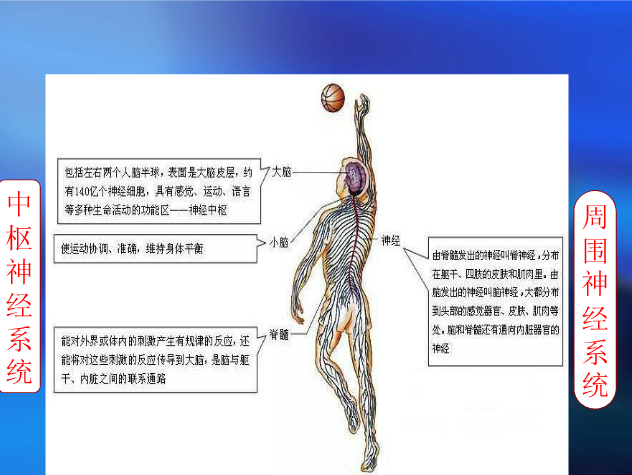 中枢神经系统
包括左右两个人脑半球，表面是大脑皮层，约
有140亿个神经细胞，具有感觉、运动、语言
等多种生命活动的功能区——神经中枢
大脑
使运动协调、准确，维持身体平衡
小脑
能对外界或体内的刺激产生有规律的反应，还
能将对这些刺激的反应传导到大脑，是脑与躯
干、内脏之间的联系通路
脊髓
神经
由脊髓发出的神经叫脊神经，分布
在躯干、四肢的皮肤和肌肉里。由
脑发出的神经叫脑神经，大都分布
到头部的感觉器官、皮肤、肌肉等
处。脑和脊髓还有通向内脏器官的
神经
周围神经系统